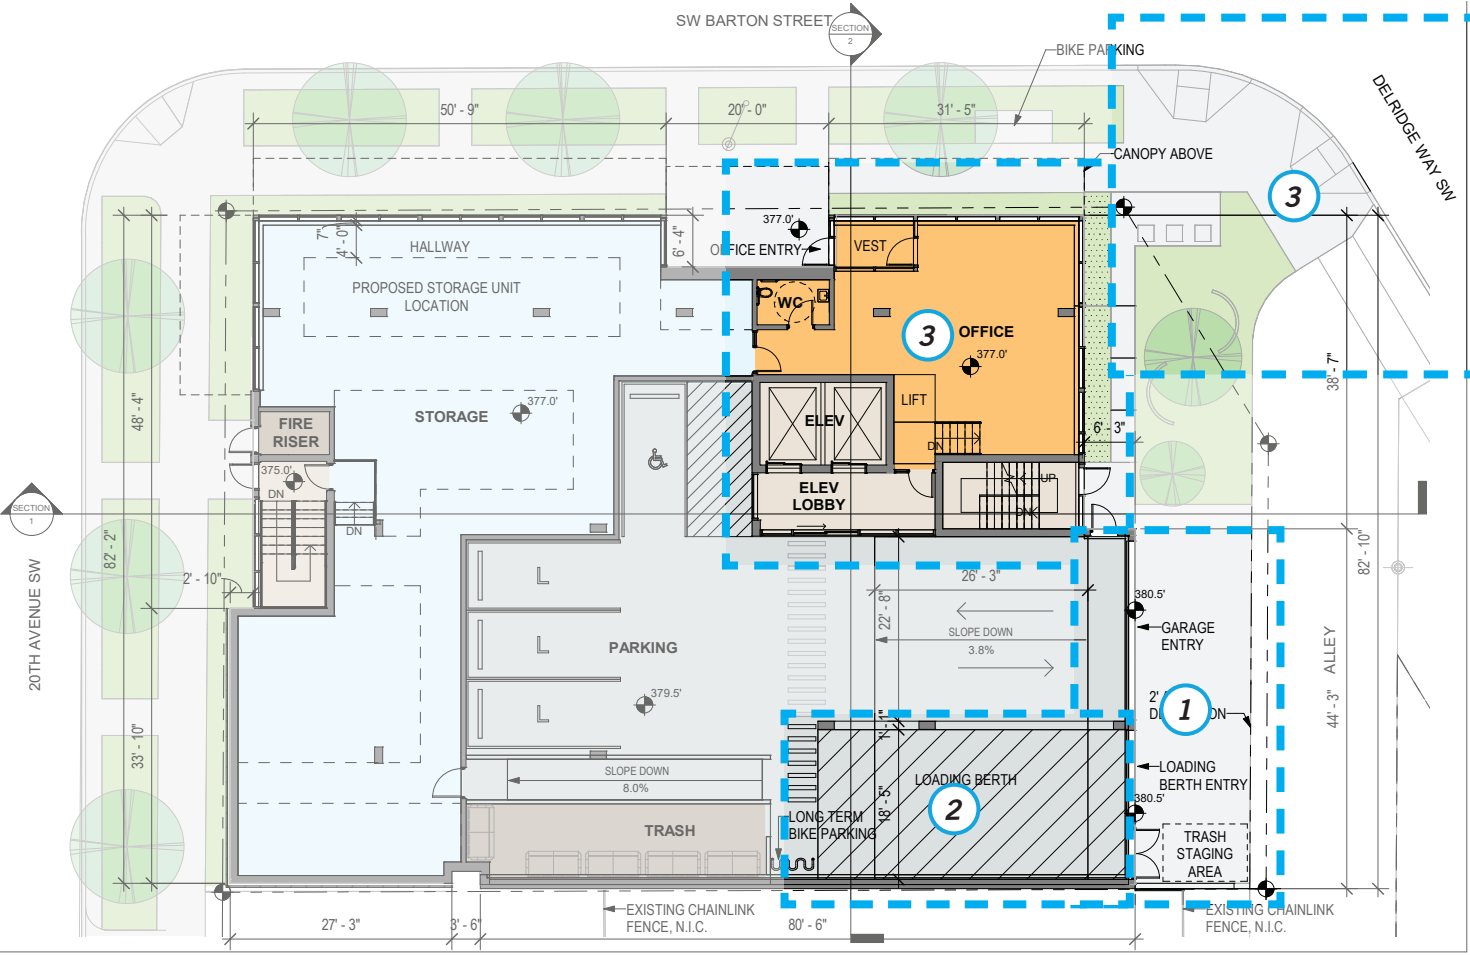 SW BARTON STREET
SECTION
2
BIKE PARKING
DELRIDGE WAY SW
50' - 9"
20' - 0"
31' - 5"
CANOPY ABOVE
3
377.0'
OFFICE ENTRY
VEST
7"
4' - 0"
HALLWAY
6' - 4"
PROPOSED STORAGE UNIT
LOCATION
WC
3
OFFICE
377.0'
38' - 7"
48' - 4"
STORAGE
377.0'
LIFT
ELEV
DN
6' - 3"
FIRE
RISER
375.0'
DN
DN
ELEV
LOBBY
UP
DN
SECTION
1
82' - 2"
2' - 10"
20TH AVENUE SW
26' - 3"
22' - 8"
SLOPE DOWN
3.8%
PARKING
379.5'
380.5'
GARAGE
ENTRY
ALLEY
82' - 10"
44' - 3"
1
33' - 10"
1' - 1"
SLOPE DOWN
8.0%
LOADING BERTH
2
18' - 5"
LOADING
BERTH ENTRY
380.5'
TRASH
LONG TERM
BIKE PARKING
TRASH
STAGING
AREA
27' - 3"
3' - 6"
EXISTING CHAINLINK
FENCE, N.I.C.
80' - 6"
EXISTING CHAINLINK
FENCE, N.I.C.